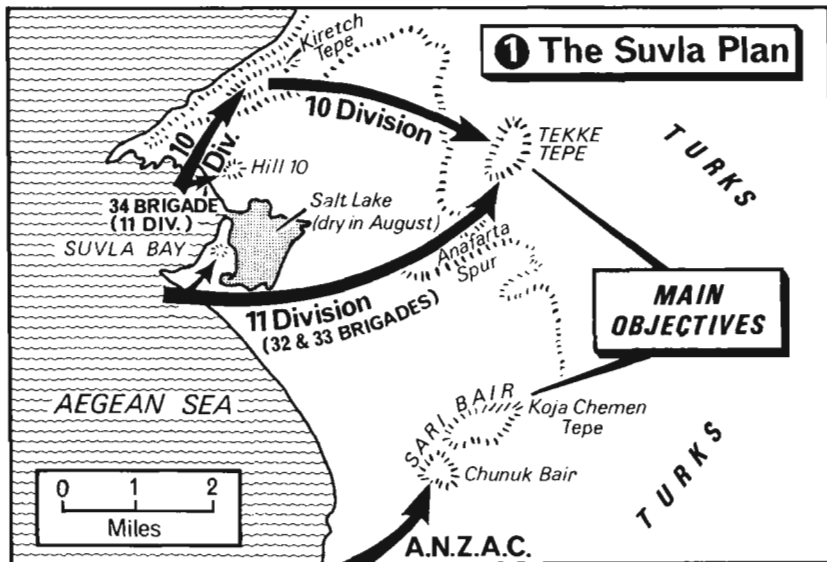 1 The Suvla Plan
Kiretch
Tepe
10 Division
TEKKE
TEPE
TURKS
10 Div.
Hill 10
34 BRIGADE
(11 DIV.)
Salt Lake
(dry in August)
SUVLA BAY
Anafarta
Spur
11 Division
(32 & 33 BRIGADES)
MAIN
OBJECTIVES
AEGEAN SEA
SARI BAIR
Koja Chemen
Tepe
Chunuk Bair
TURKS
0 1 2
Miles
A.N.Z.A.C.